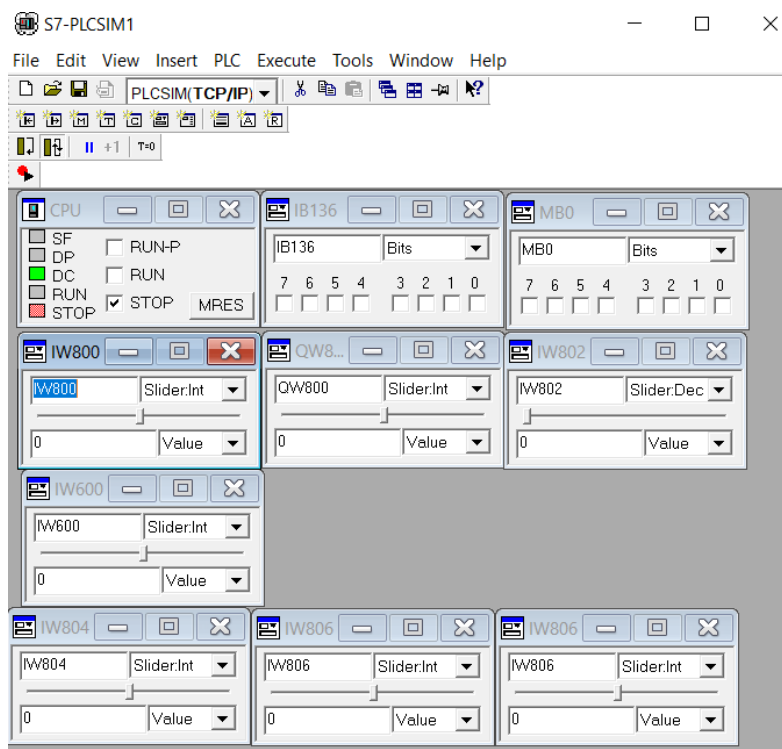 S7-PLCSIM1
File Edit View Insert PLC Execute Tools Window Help
PLCSIM(TCP/IP)
+1 T=0
CPU
SF
DP
DC
RUN
STOP
RUN-P
RUN
STOP
MRES
IB136
IB136 Bits
7 6 5 4 3 2 1 0
MB0
MB0 Bits
7 6 5 4 3 2 1 0
IW800
IW800 Slider:Int
0 Value
QW8...
QW800 Slider:Int
0 Value
IW802
IW802 Slider:Dec
0 Value
IW600
IW600 Slider:Int
0 Value
IW804
IW804 Slider:Int
0 Value
IW806
IW806 Slider:Int
0 Value
IW806
IW806 Slider:Int
0 Value